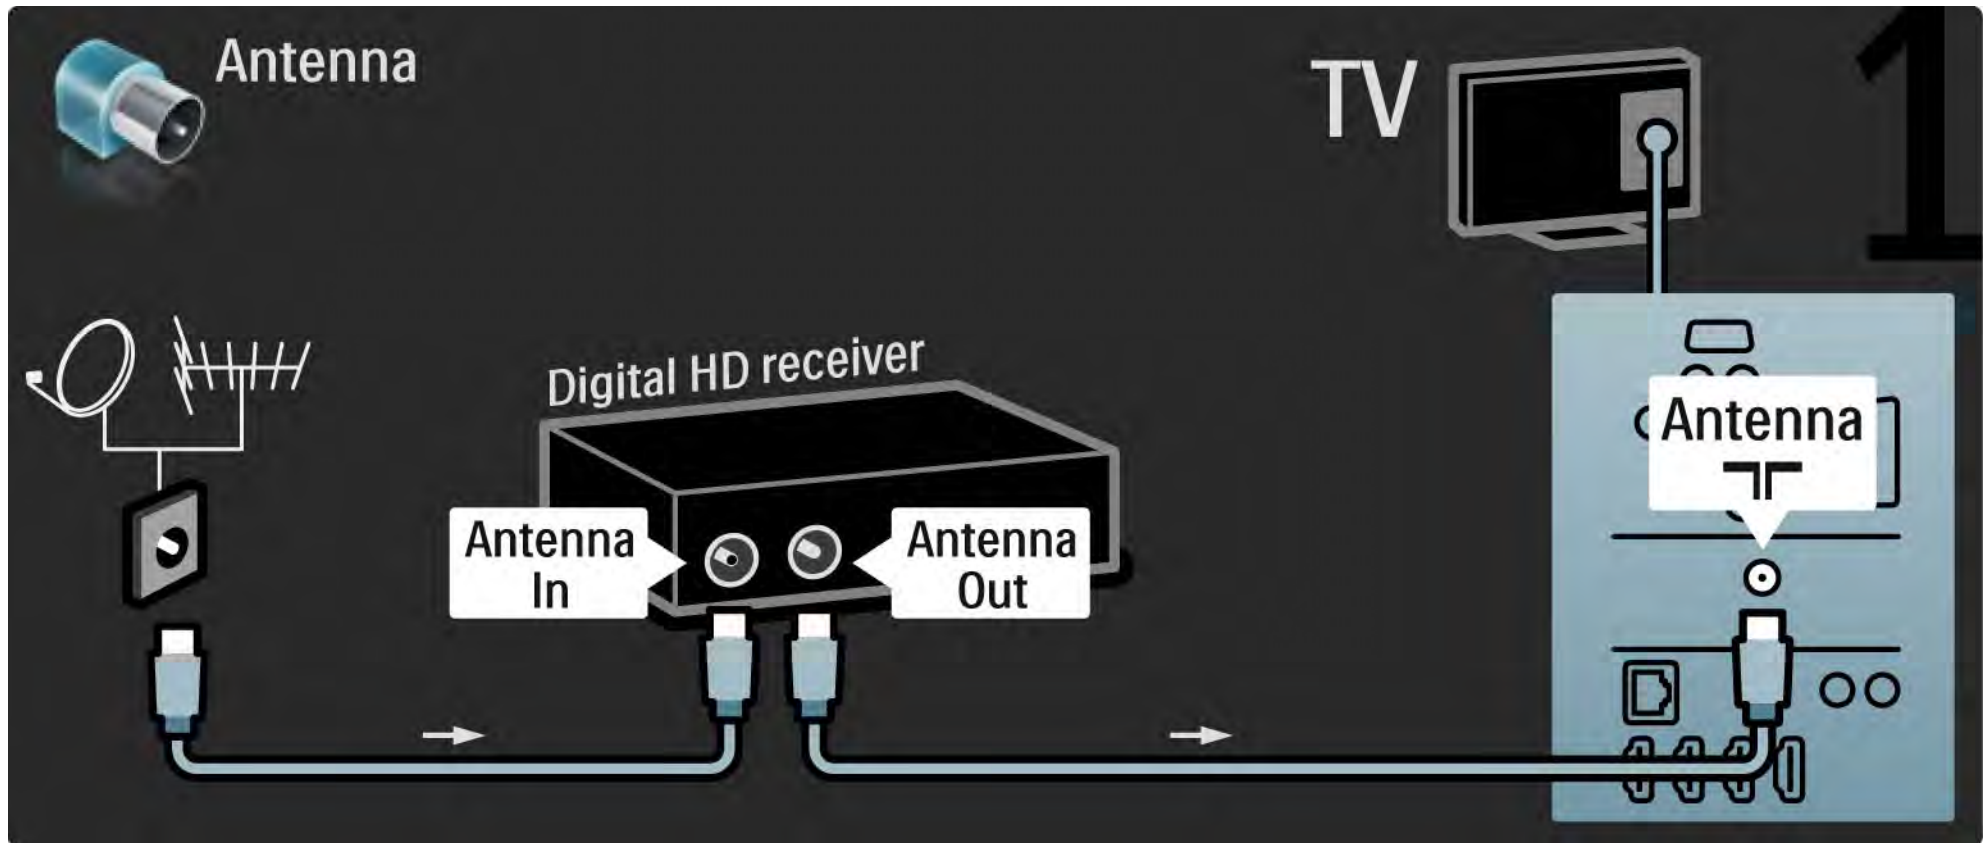 Antenna
TV
1
Digital HD receiver
Antenna
In
Antenna
Out
Antenna